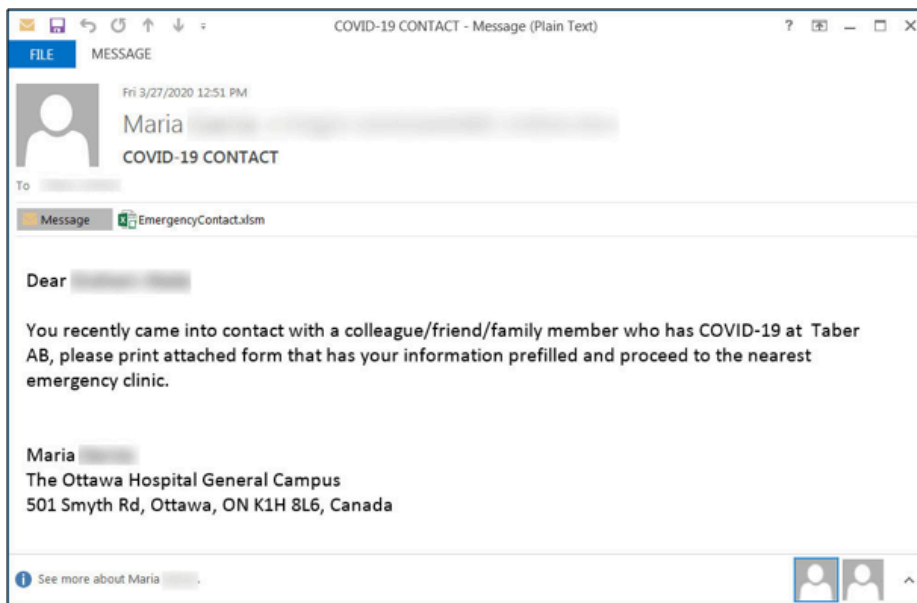 COVID-19 CONTACT - Message (Plain Text)
?
FILE MESSAGE
Fri 3/27/2020 12:51 PM
Maria
COVID-19 CONTACT
To
Message EmergencyContact.xlsm
Dear
You recently came into contact with a colleague/friend/family member who has COVID-19 at Taber
AB, please print attached form that has your information prefilled and proceed to the nearest
emergency clinic.
Maria
The Ottawa Hospital General Campus
501 Smyth Rd, Ottawa, ON K1H 8L6, Canada
See more about Maria .